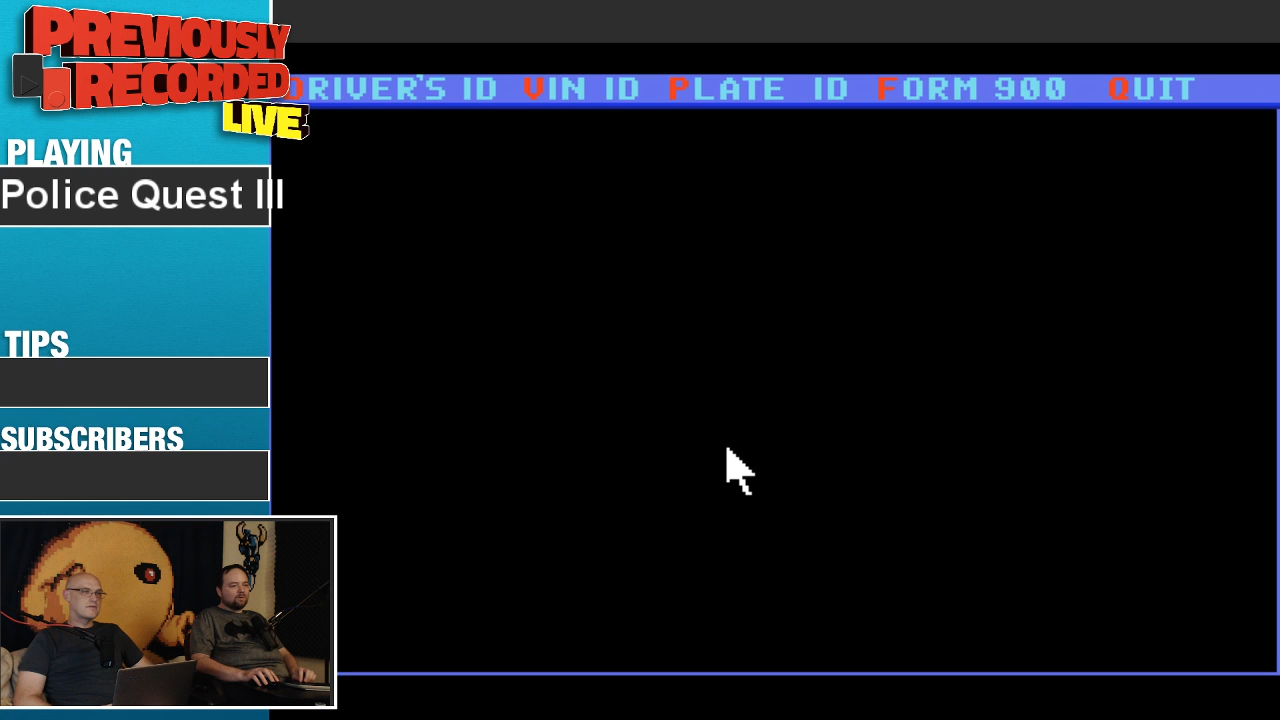 PREVIOUSLY
RECORDED
LIVE
DRIVER'S ID VIN ID PLATE ID FORM 900 QUIT
PLAYING
Police Quest III
TIPS
SUBSCRIBERS